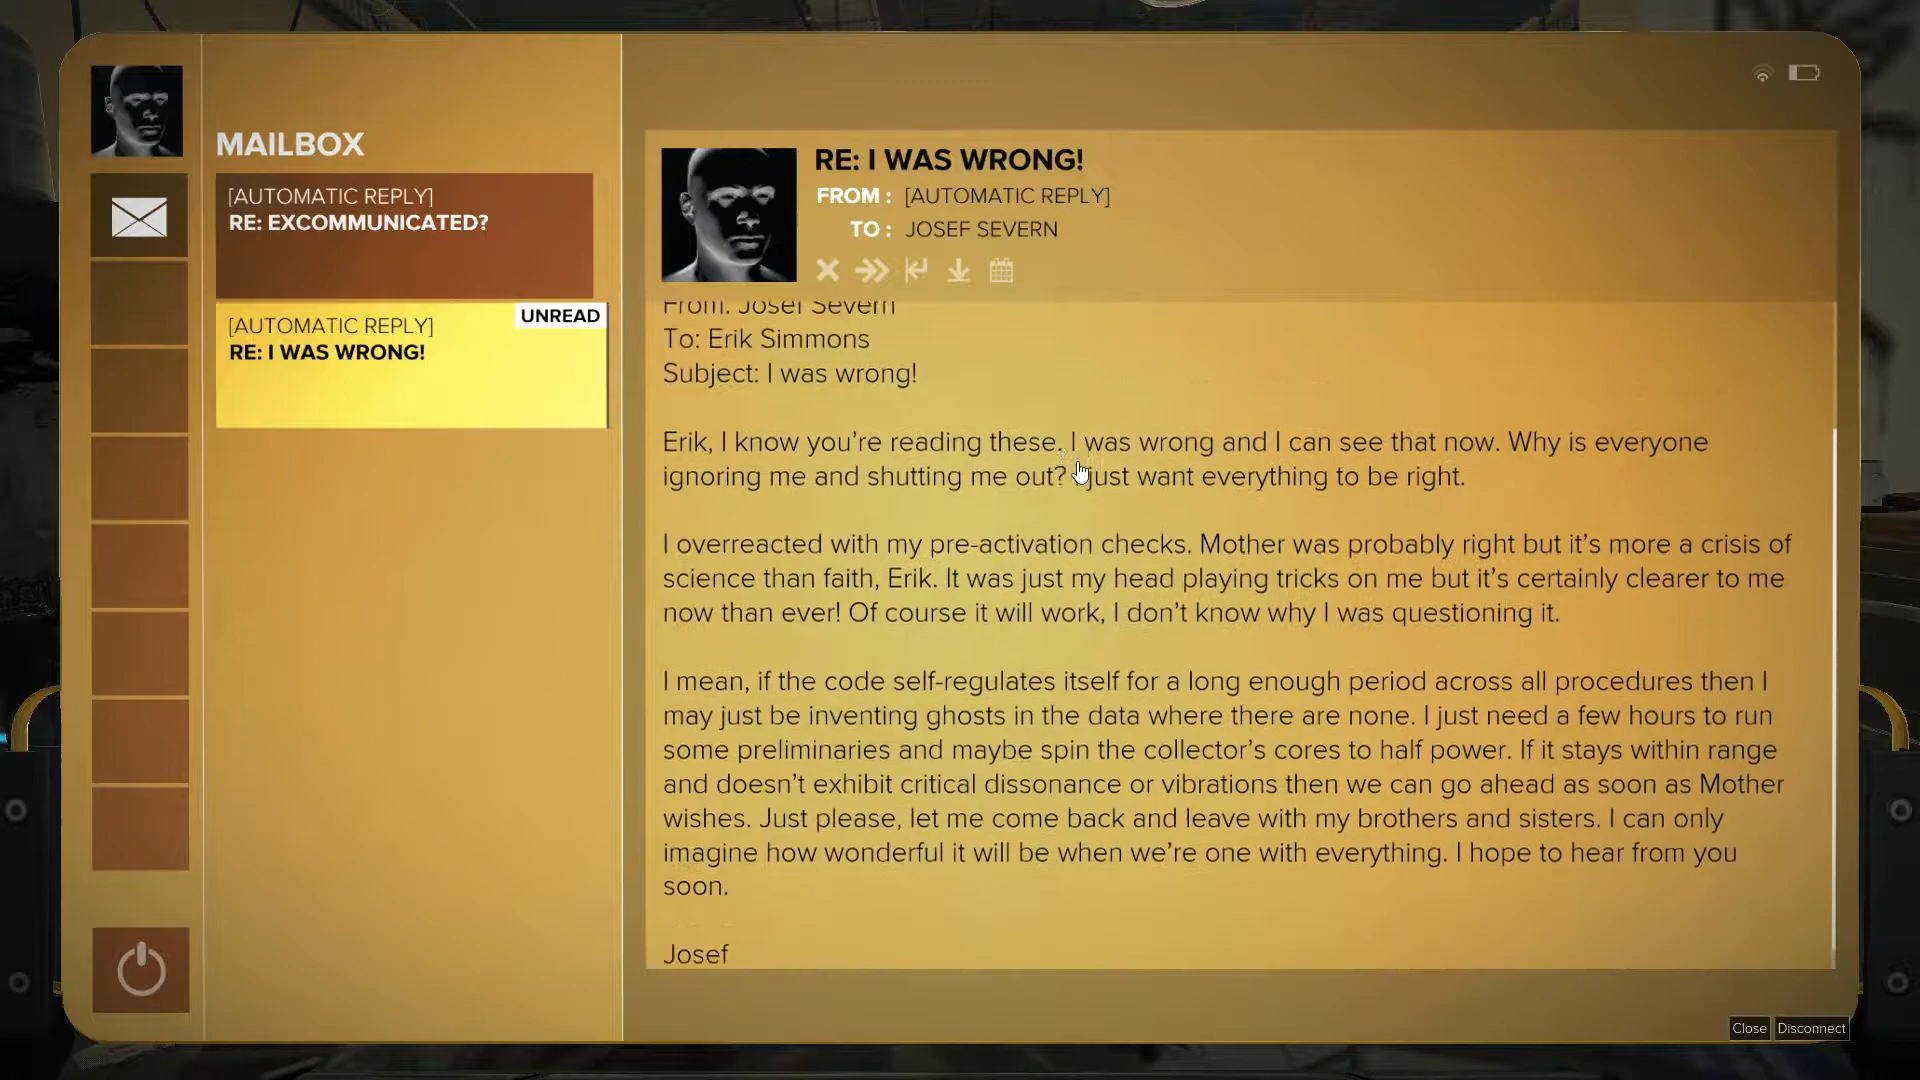 MAILBOX
[AUTOMATIC REPLY]
RE: EXCOMMUNICATED?
UNREAD
[AUTOMATIC REPLY]
RE: I WAS WRONG!
RE: I WAS WRONG!
FROM : [AUTOMATIC REPLY]
TO : JOSEF SEVERN
From: Josef Severn
To: Erik Simmons
Subject: I was wrong!
Erik, I know you’re reading these. I was wrong and I can see that now. Why is everyone
ignoring me and shutting me out? I just want everything to be right.
I overreacted with my pre-activation checks. Mother was probably right but it’s more a crisis of
science than faith, Erik. It was just my head playing tricks on me but it’s certainly clearer to me
now than ever! Of course it will work, I don’t know why I was questioning it.
I mean, if the code self-regulates itself for a long enough period across all procedures then I
may just be inventing ghosts in the data where there are none. I just need a few hours to run
some preliminaries and maybe spin the collector’s cores to half power. If it stays within range
and doesn’t exhibit critical dissonance or vibrations then we can go ahead as soon as Mother
wishes. Just please, let me come back and leave with my brothers and sisters. I can only
imagine how wonderful it will be when we’re one with everything. I hope to hear from you
soon.
Josef
Close Disconnect